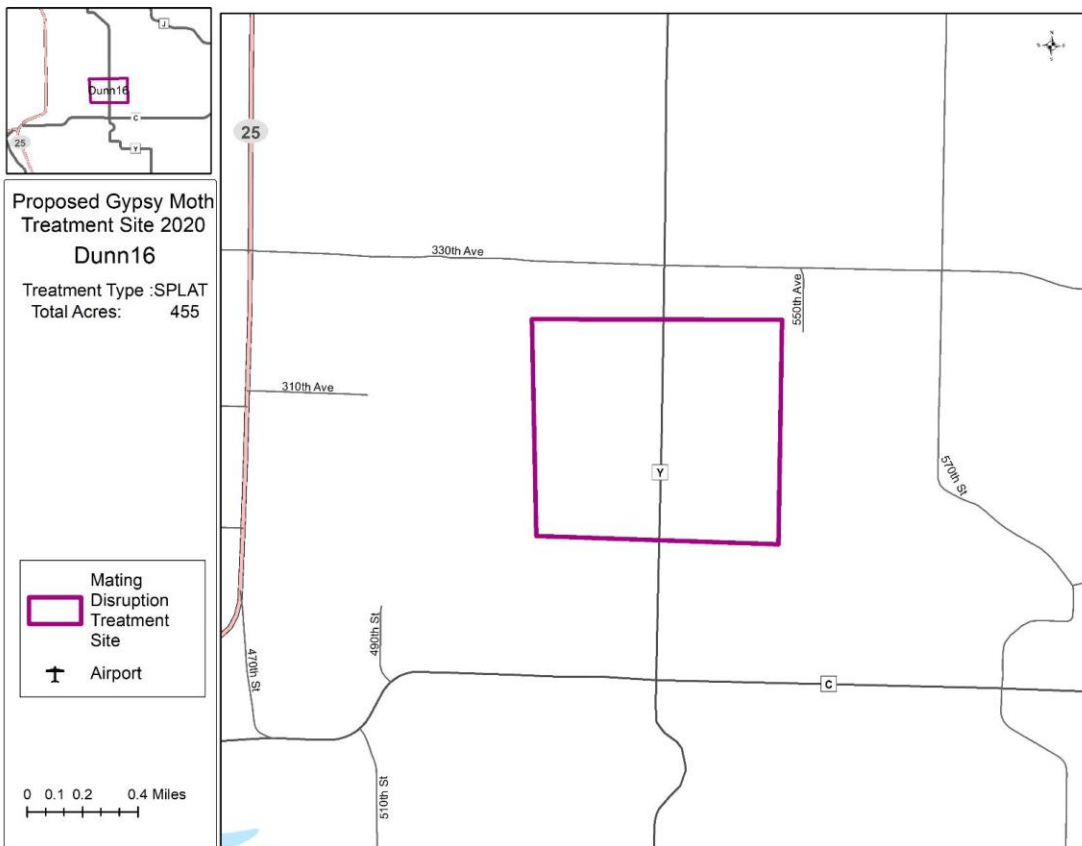 J
Dunn16
C
25
Y
Proposed Gypsy Moth
Treatment Site 2020
Dunn16
Treatment Type :SPLAT
Total Acres: 455
Mating
Disruption
Treatment
Site
Airport
0 0.1 0.2 0.4 Miles
N
W E
S
25
330th Ave
550th Ave
310th Ave
Y
570th St
490th St
470th St
C
510th St